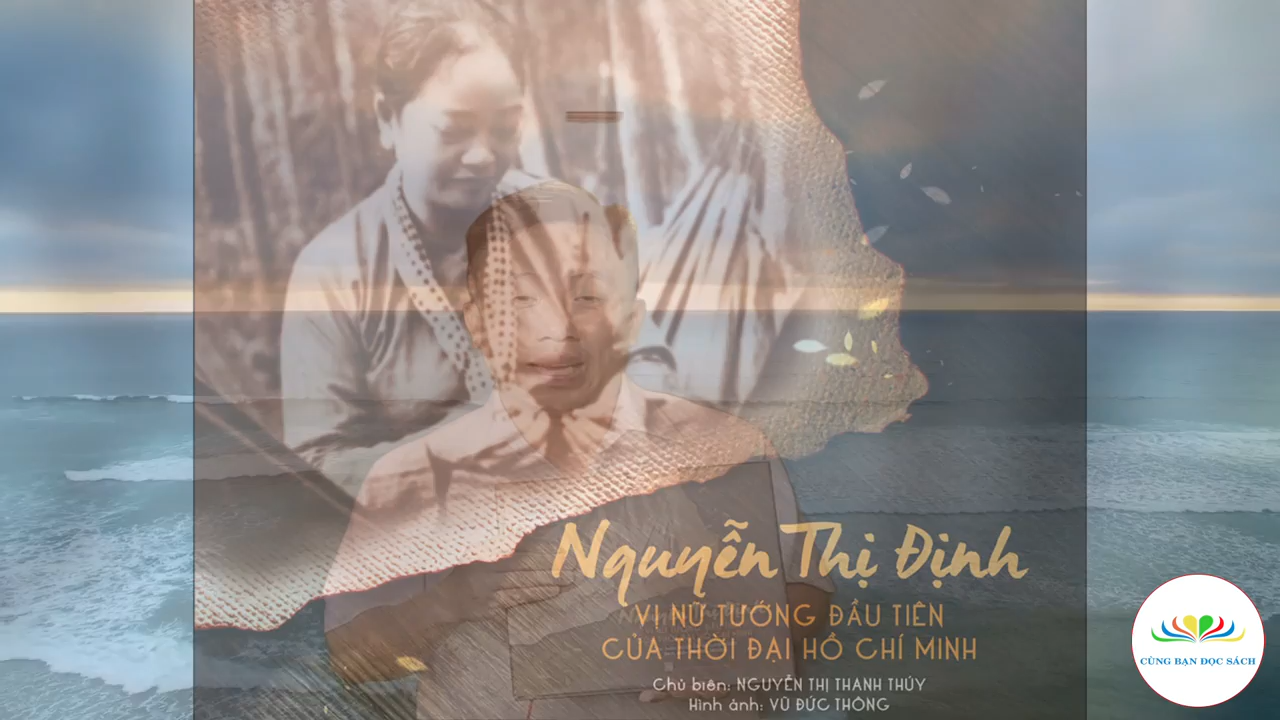 Nguyễn Thị Định
VỊ NỮ TƯỚNG ĐẦU TIÊN
CỦA THỜI ĐẠI HỒ CHÍ MINH
Chủ biên: NGUYỄN THỊ THANH THÚY
Hình ảnh: VŨ ĐỨC THÔNG
CÙNG BẠN ĐỌC SÁCH